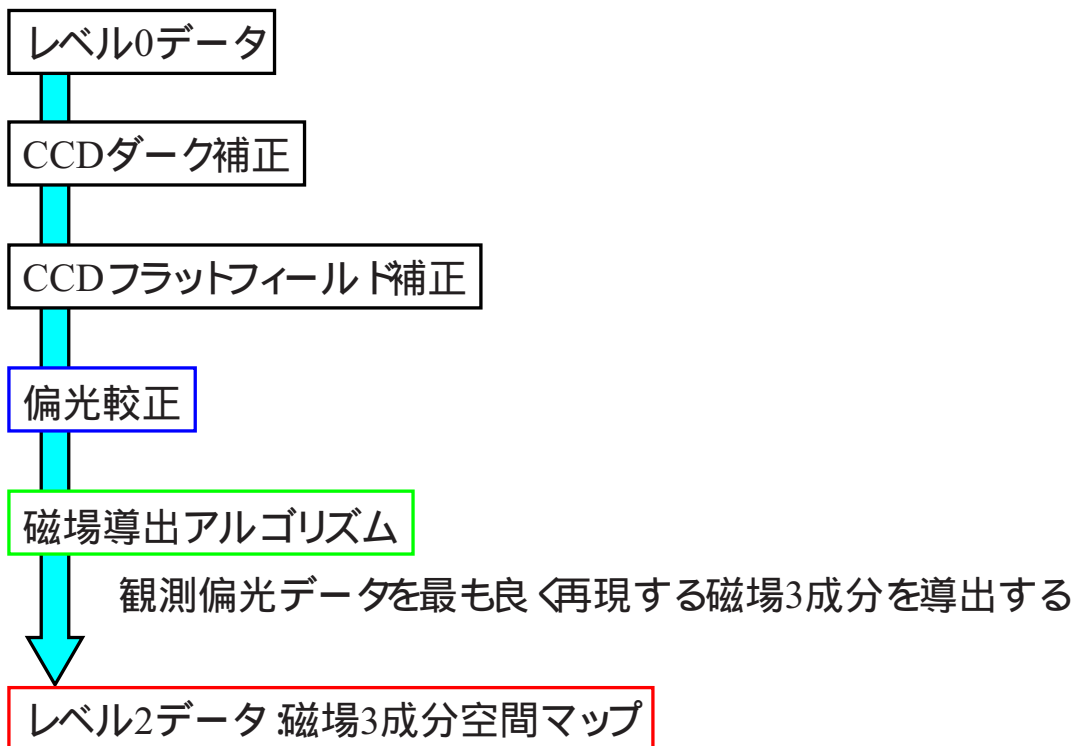 レベル0データ
CCDダーク補正
CCDフラットフィールド補正
偏光較正
磁場導出アルゴリズム
観測偏光データを最も良く再現する磁場3成分を導出する
レベル2データ:磁場3成分空間マップ